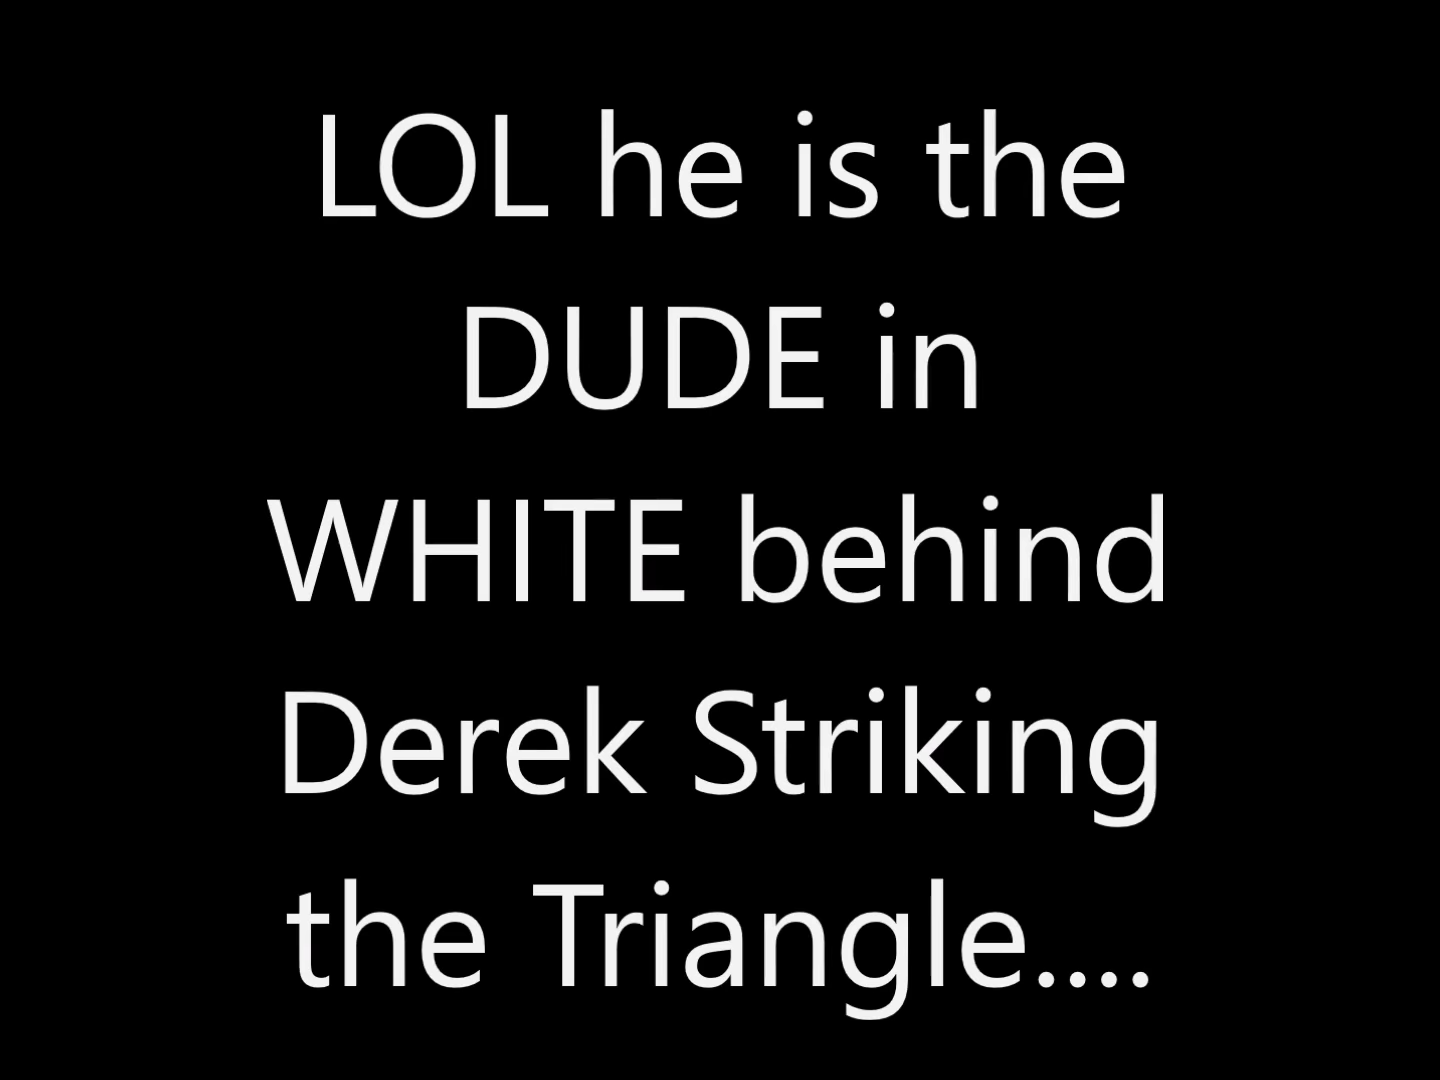 LOL he is the
DUDE in
WHITE behind
Derek Striking
the Triangle....